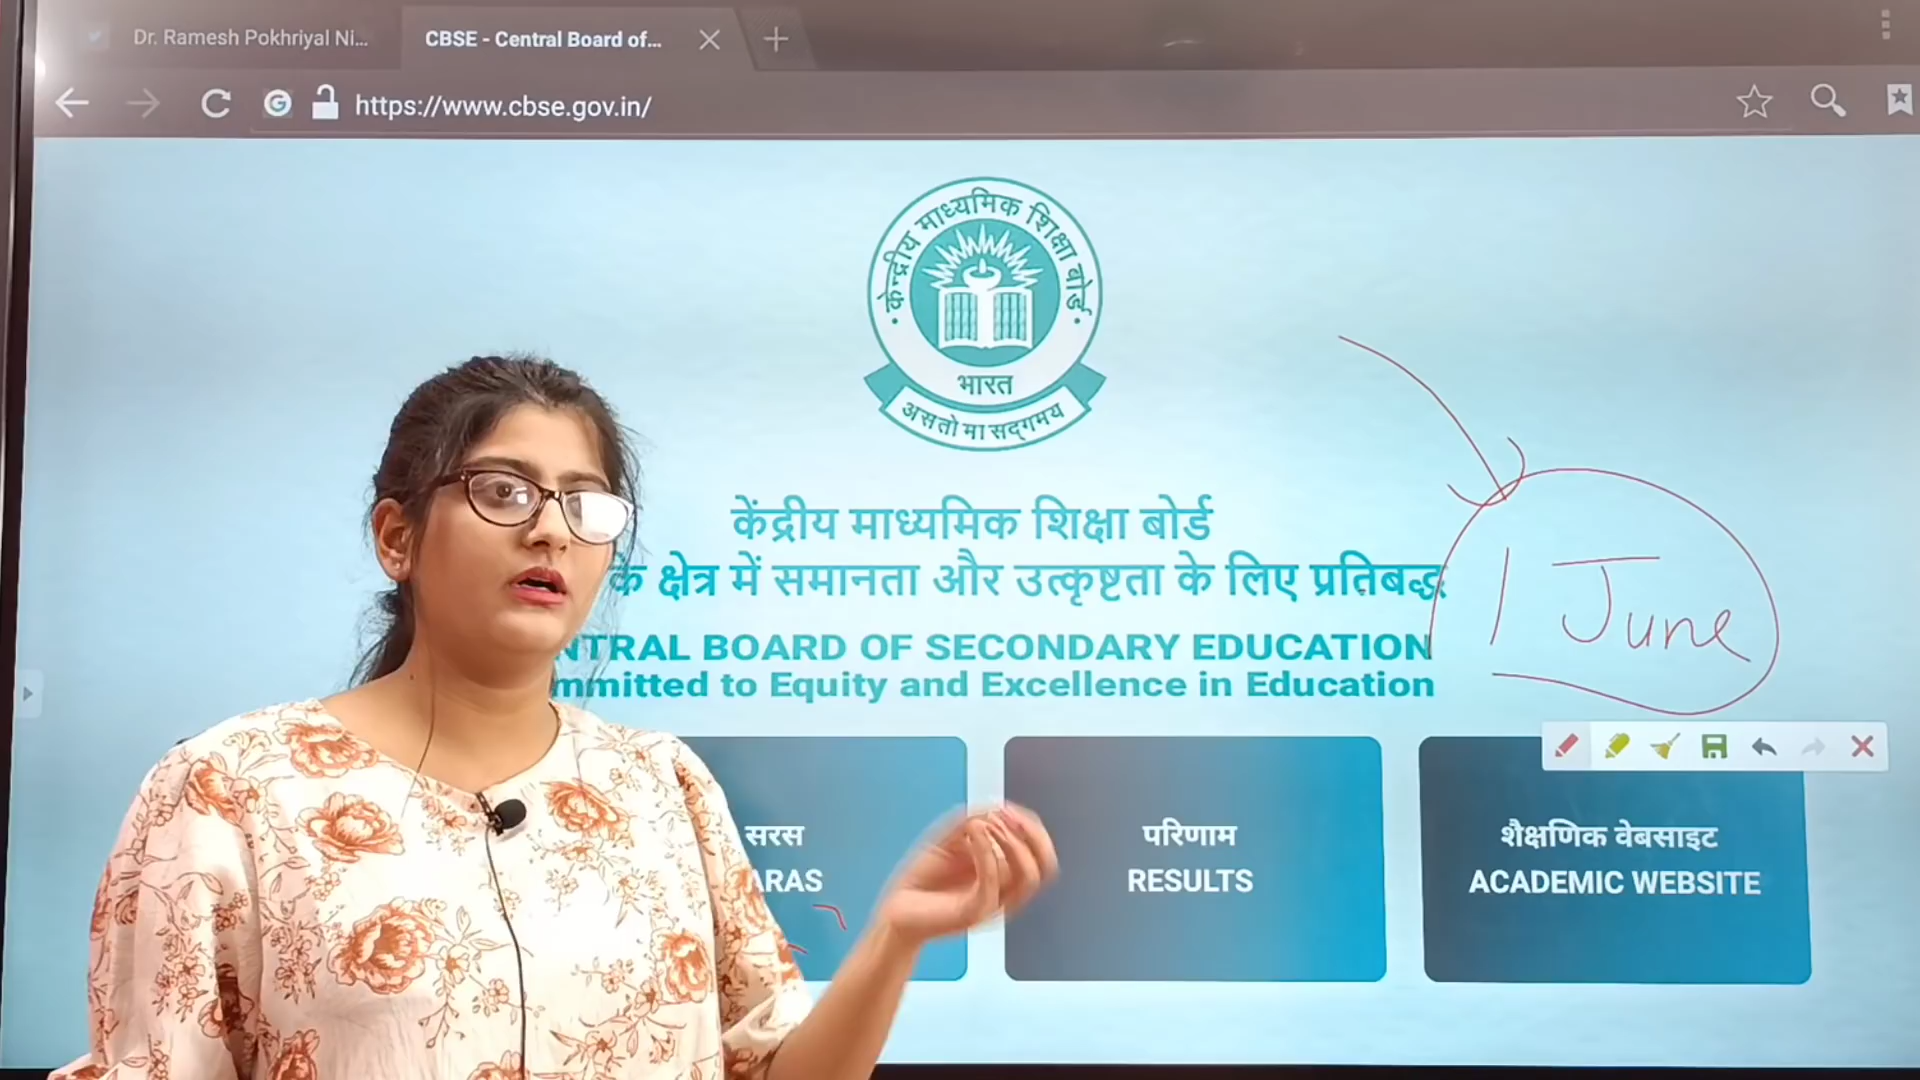 Dr. Ramesh Pokhriyal Ni...
CBSE - Central Board of...
https://www.cbse.gov.in/
केन्द्रीय माध्यमिक शिक्षा बोर्ड
भारत
असतो मा सद्गमय
केंद्रीय माध्यमिक शिक्षा बोर्ड
के क्षेत्र में समानता और उत्कृष्टता के लिए प्रतिबद्ध
NTRAL BOARD OF SECONDARY EDUCATION
mmitted to Equity and Excellence in Education
1 June
सरस
ARAS
परिणाम
RESULTS
शैक्षणिक वेबसाइट
ACADEMIC WEBSITE